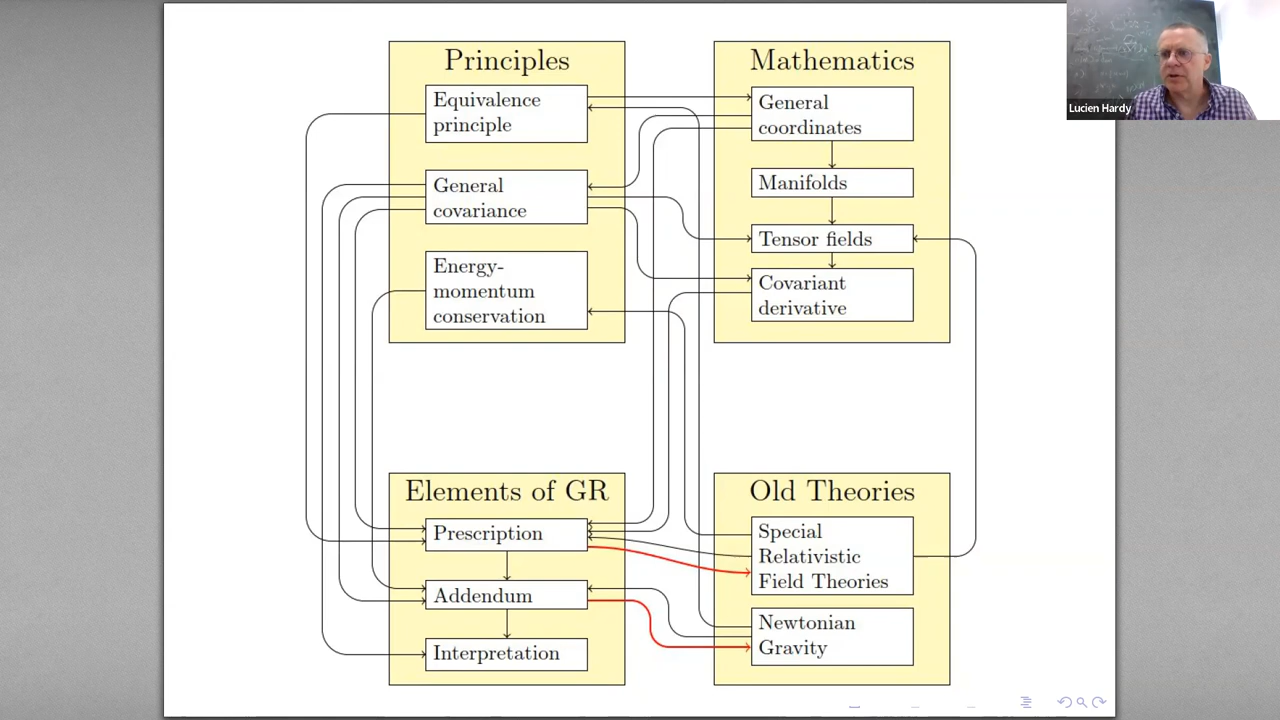 Principles
Equivalence
principle
General
covariance
Energy-
momentum
conservation
Mathematics
General
coordinates
Manifolds
Tensor fields
Covariant
derivative
Lucien Hardy
Elements of GR
Prescription
Addendum
Interpretation
Old Theories
Special
Relativistic
Field Theories
Newtonian
Gravity